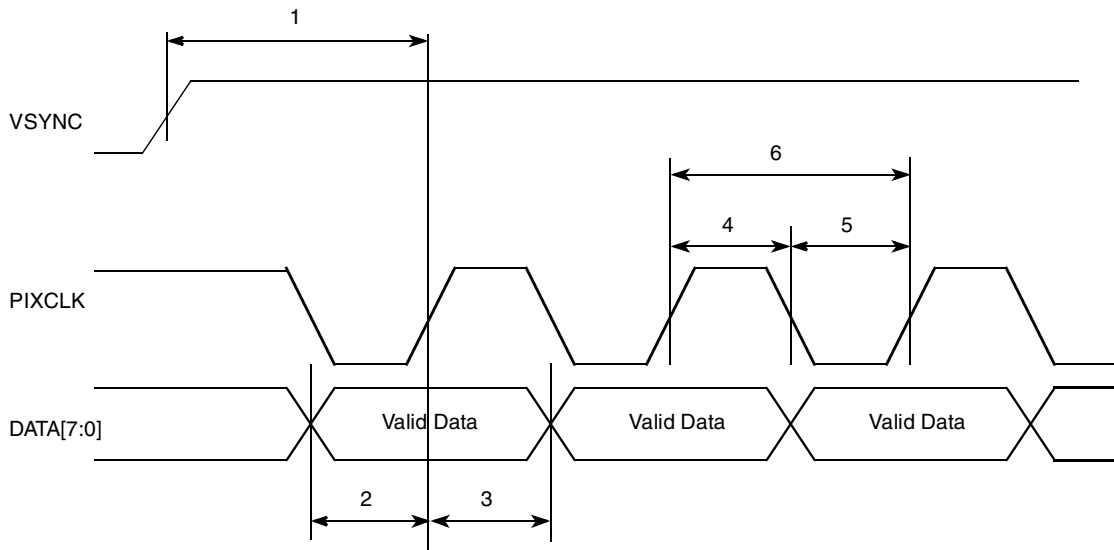 1
VSYNC
6
4 5
PIXCLK
DATA[7:0] Valid Data Valid Data Valid Data
2 3